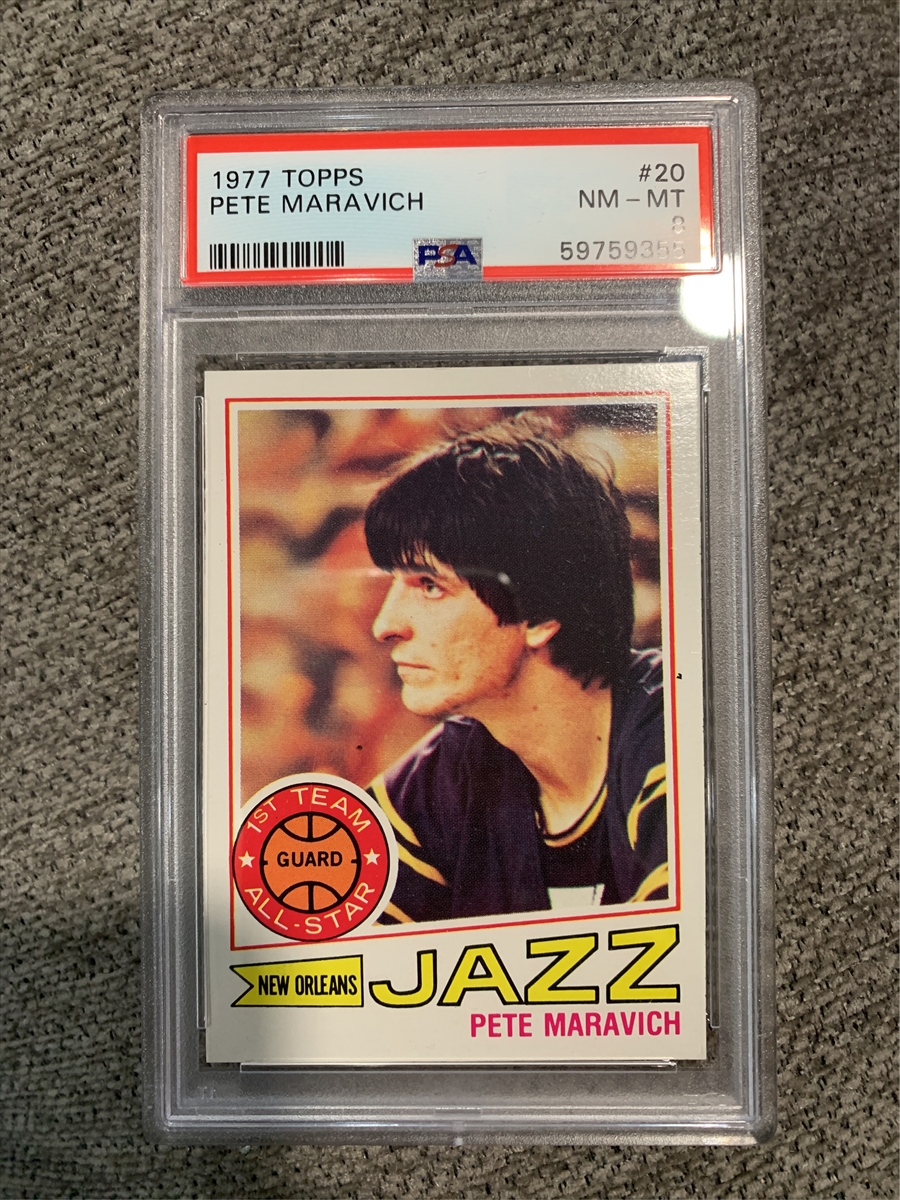 1977 TOPPS #20
PETE MARAVICH NM – MT
8
PSA 59759355
1ST TEAM
GUARD
ALL-STAR
NEW ORLEANS JAZZ
PETE MARAVICH